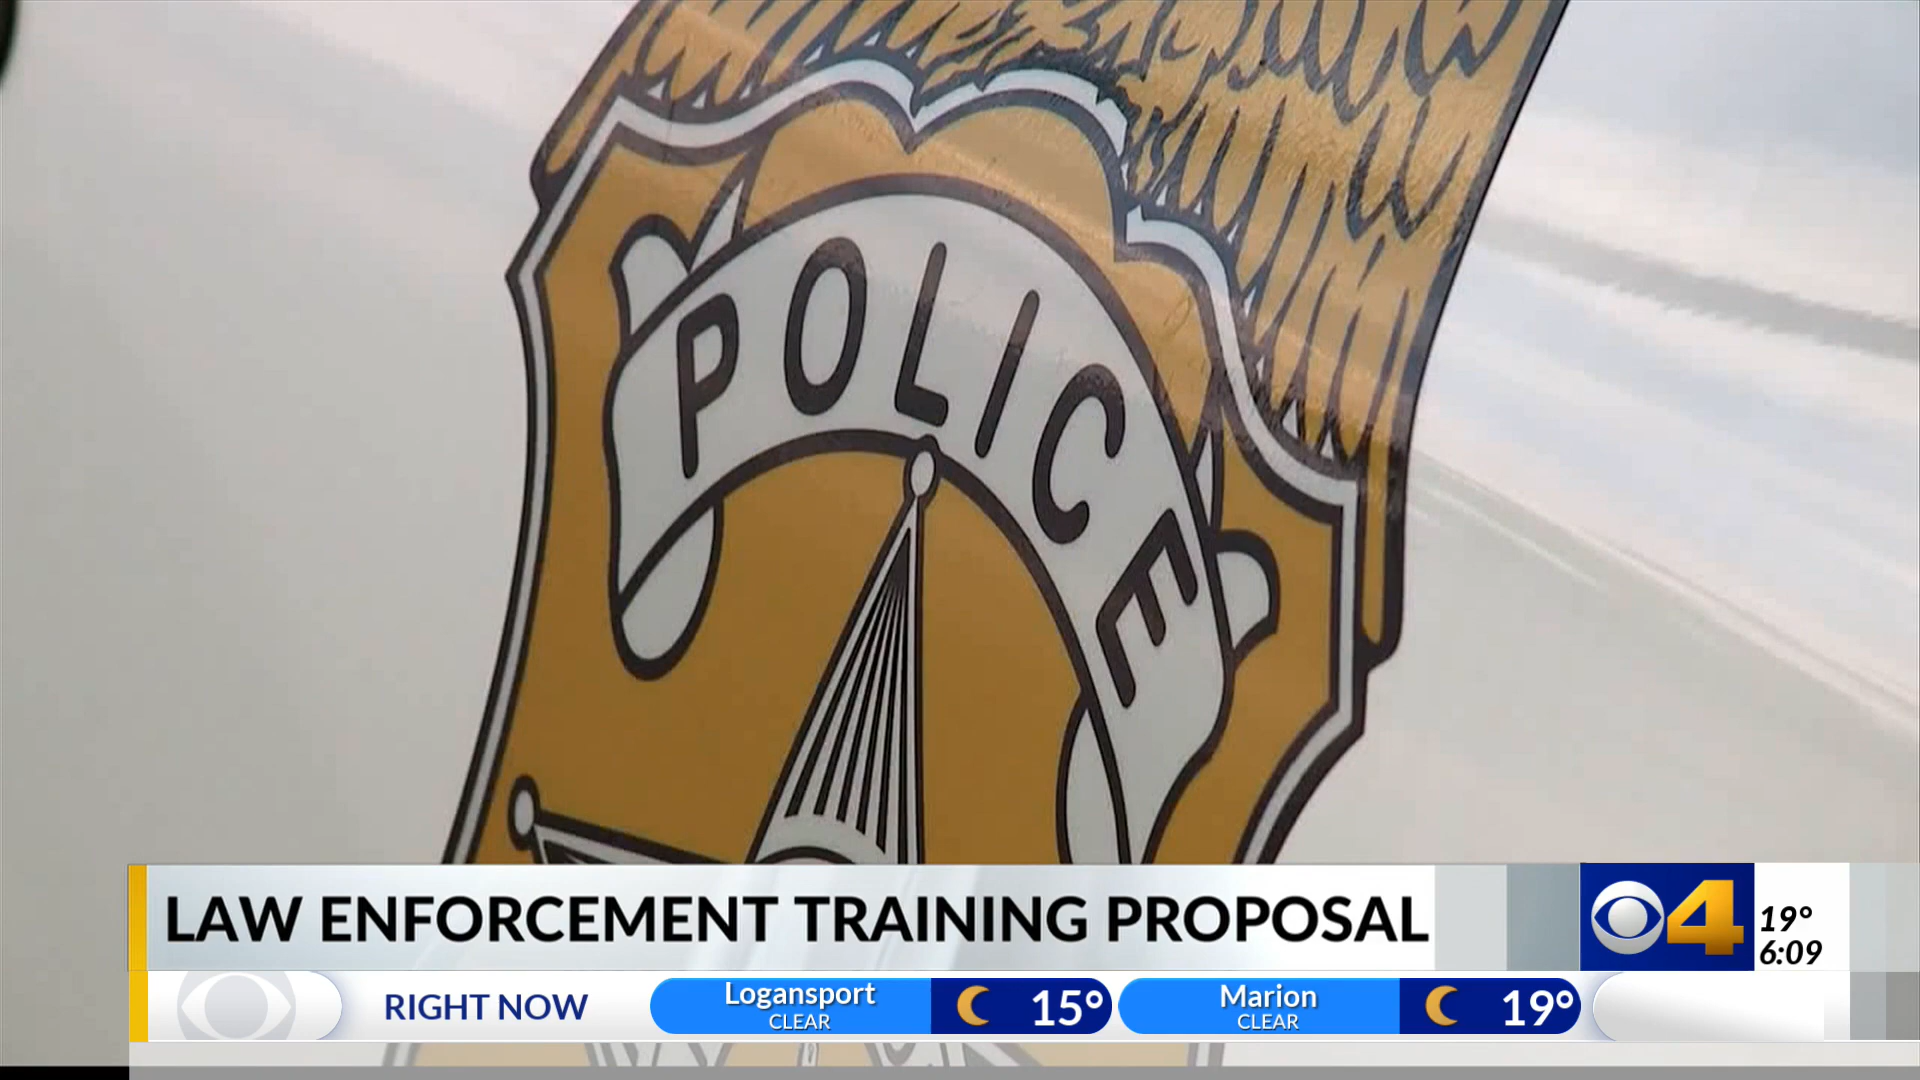 POLICE
LAW ENFORCEMENT TRAINING PROPOSAL
4
19°
6:09
RIGHT NOW
Logansport
CLEAR
15°
Marion
CLEAR
19°